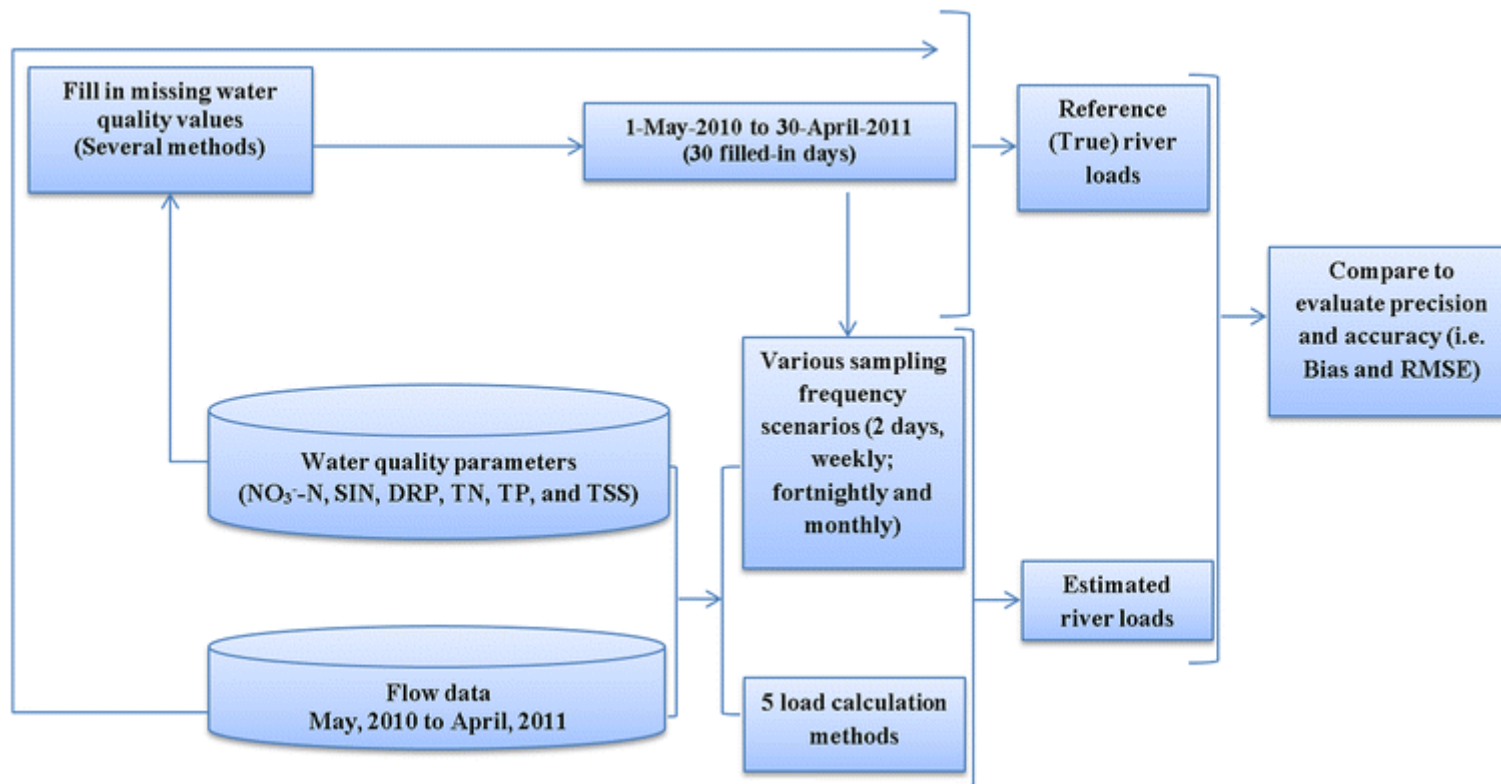 Fill in missing water
quality values
(Several methods)
1-May-2010 to 30-April-2011
(30 filled-in days)
Reference
(True) river
loads
Compare to
evaluate precision
and accuracy (i.e.
Bias and RMSE)
Various sampling
frequency
scenarios (2 days,
weekly;
fortnightly and
monthly)
Water quality parameters
(NO₃⁻-N, SIN, DRP, TN, TP, and TSS)
Estimated
river loads
Flow data
May, 2010 to April, 2011
5 load calculation
methods